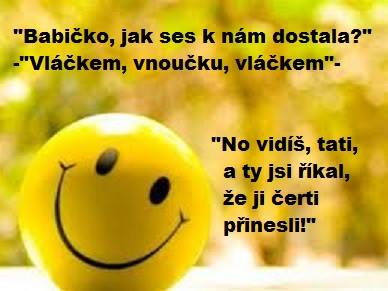 "Babičko, jak ses k nám dostala?"
-"Vláčkem, vnoučku, vláčkem"-
"No vidíš, tati,
a ty jsi říkal,
že ji čerti
přinesli!"